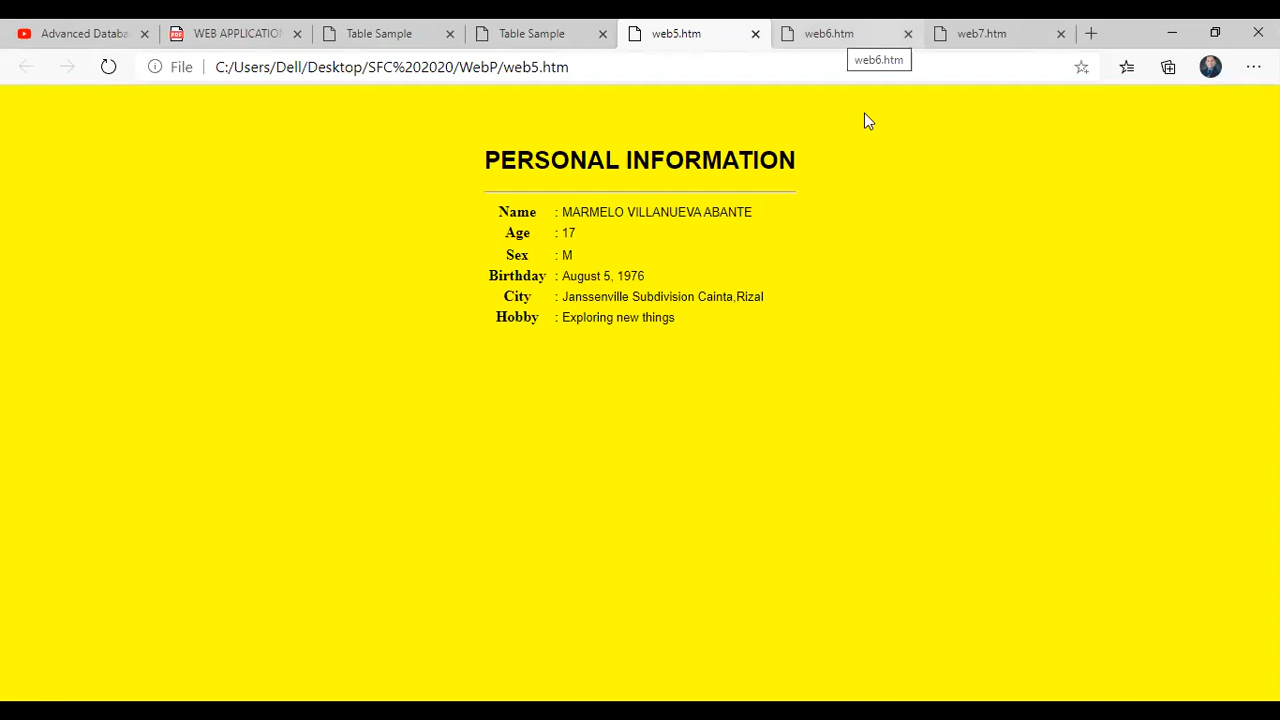 Advanced Databa
WEB APPLICATION
Table Sample
Table Sample
web5.htm
web6.htm
web7.htm
File
C:/Users/Dell/Desktop/SFC%202020/WebP/web5.htm
web6.htm
PERSONAL INFORMATION
Name : MARMELO VILLANUEVA ABANTE
Age : 17
Sex : M
Birthday : August 5, 1976
City : Janssenville Subdivision Cainta,Rizal
Hobby : Exploring new things